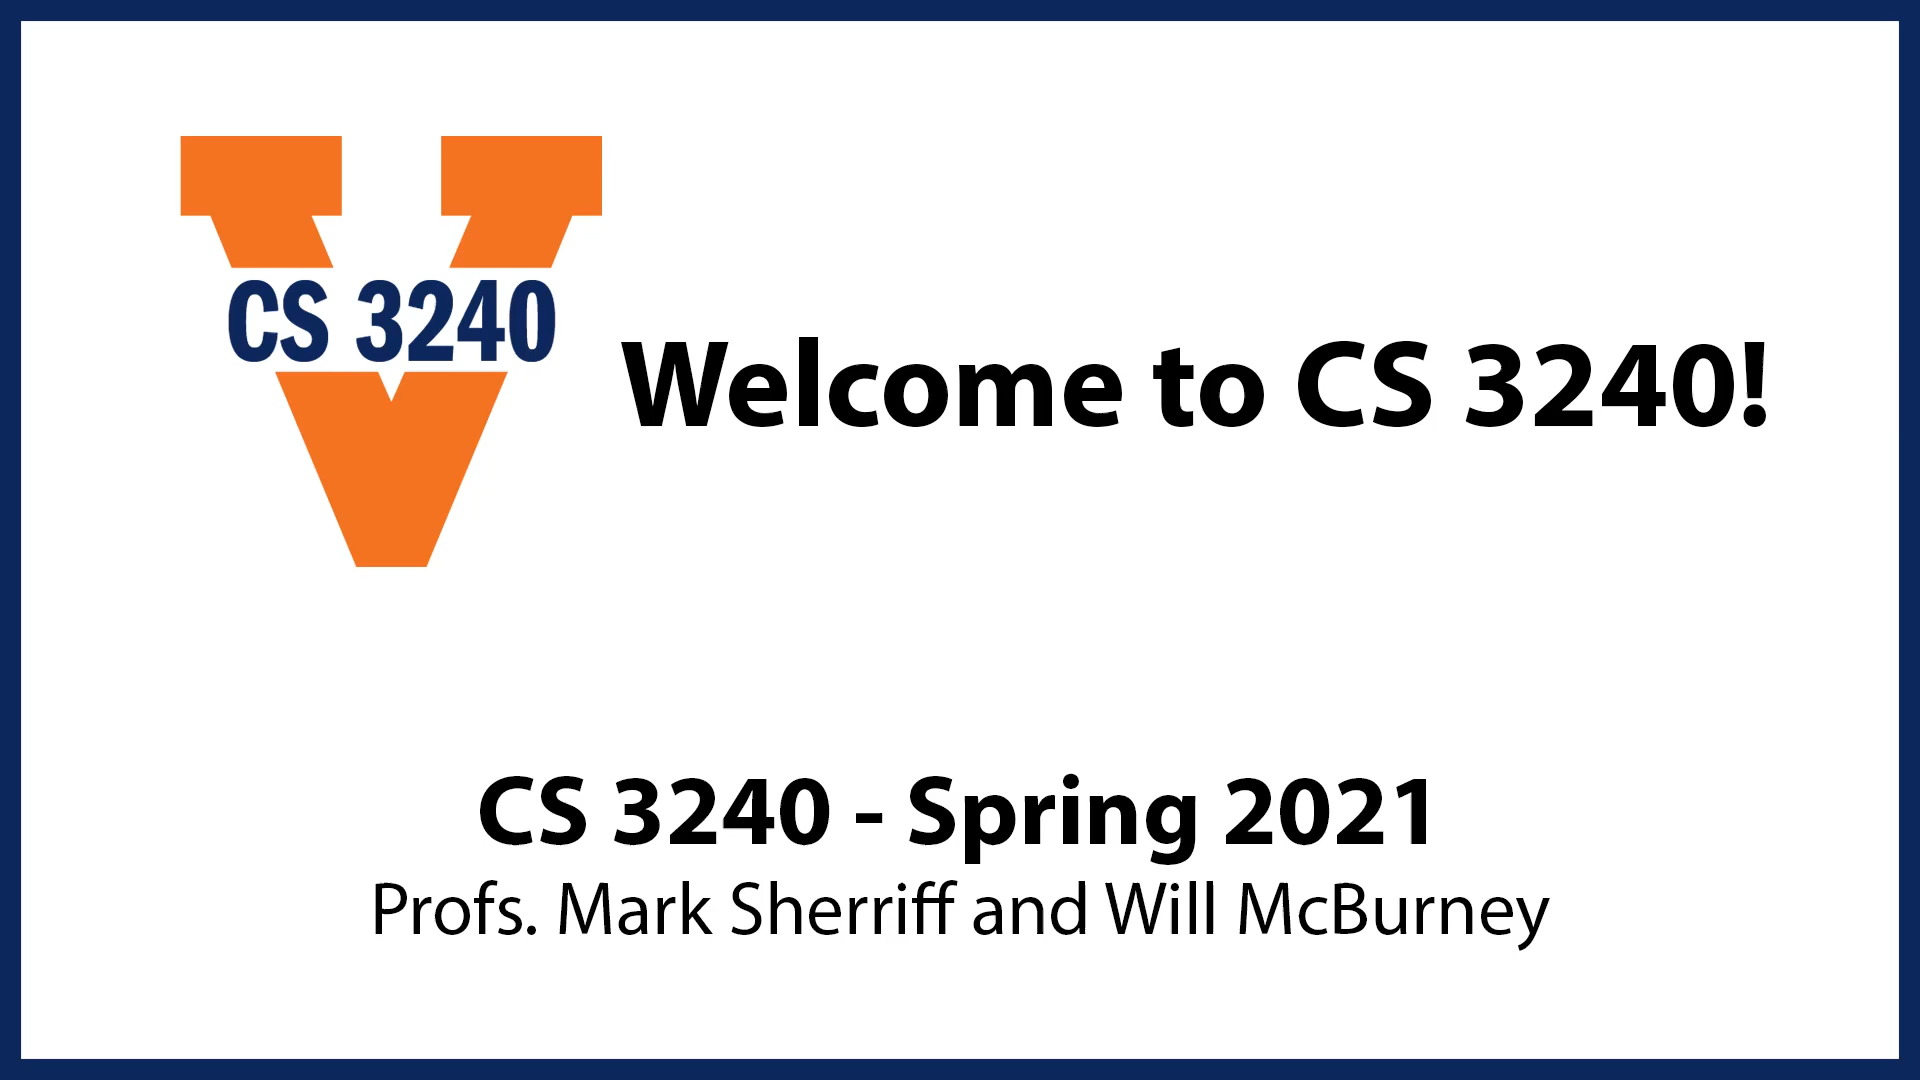 CS 3240
Welcome to CS 3240!
CS 3240 - Spring 2021
Profs. Mark Sherriff and Will McBurney